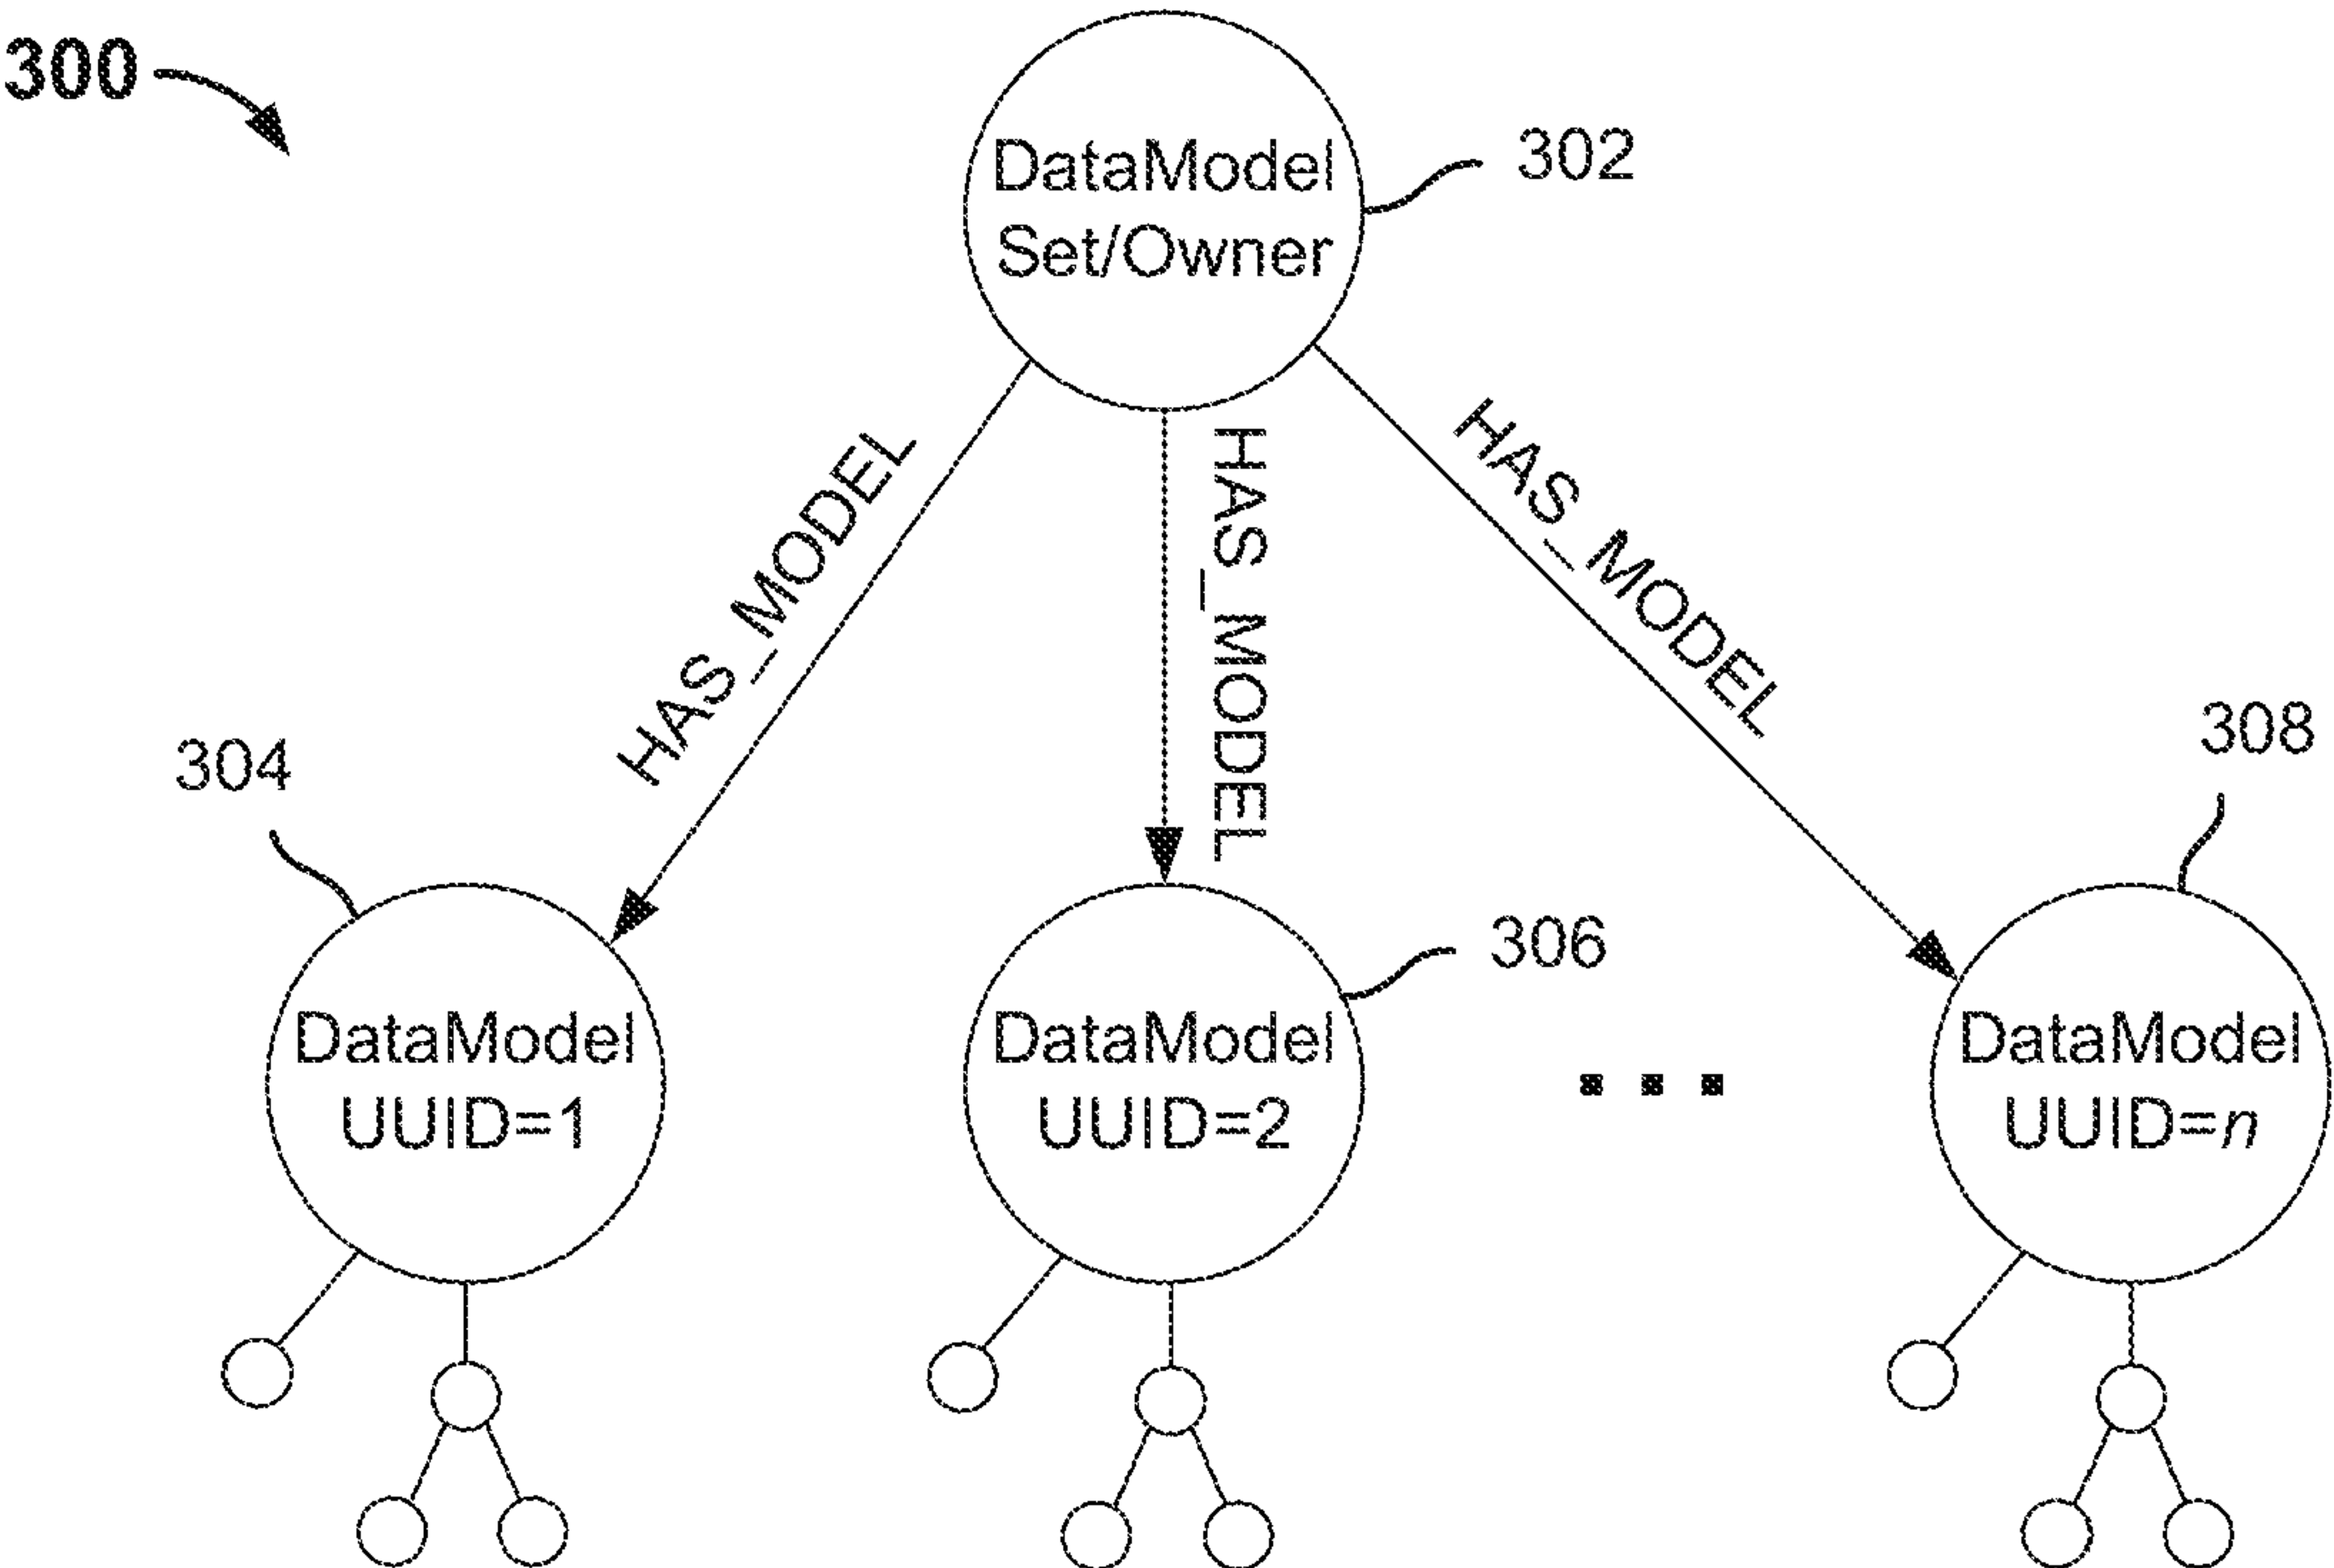 300
DataModel
Set/Owner
302
HAS_MODEL
HAS_MODEL
HAS_MODEL
304
308
306
DataModel
UUID=1
DataModel
UUID=2
DataModel
UUID=n